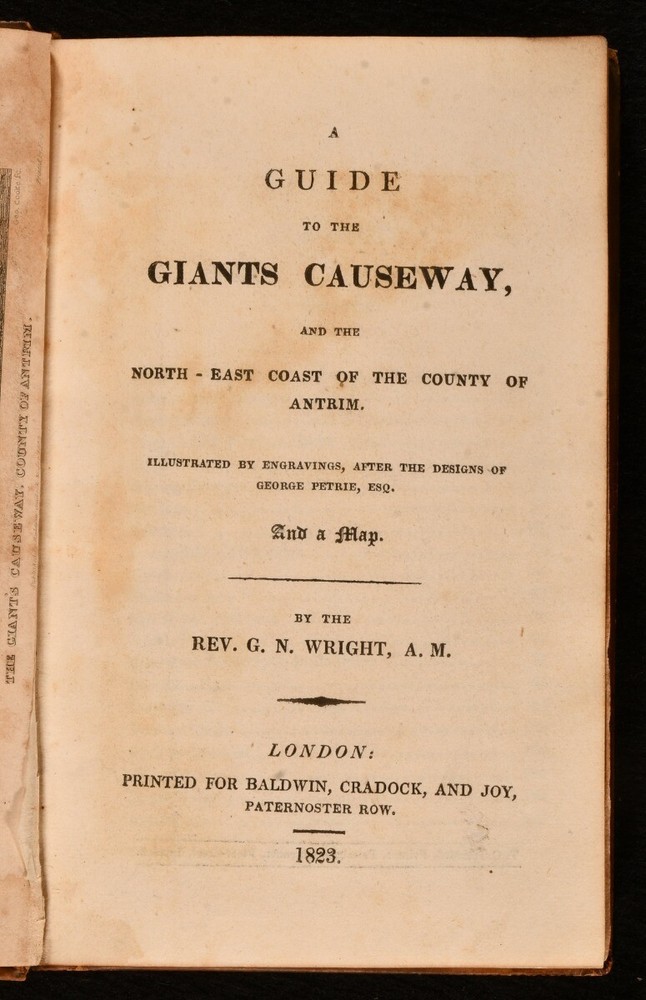 A
GUIDE
TO THE
GIANTS CAUSEWAY,
AND THE
NORTH - EAST COAST OF THE COUNTY OF
ANTRIM.
ILLUSTRATED BY ENGRAVINGS, AFTER THE DESIGNS OF
GEORGE PETRIE, ESQ.
And a Map.
BY THE
REV. G. N. WRIGHT, A. M.
LONDON:
PRINTED FOR BALDWIN, CRADOCK, AND JOY,
PATERNOSTER ROW.
1823.
THE GIANTS CAUSEWAY, COUNTY OF ANTRIM.